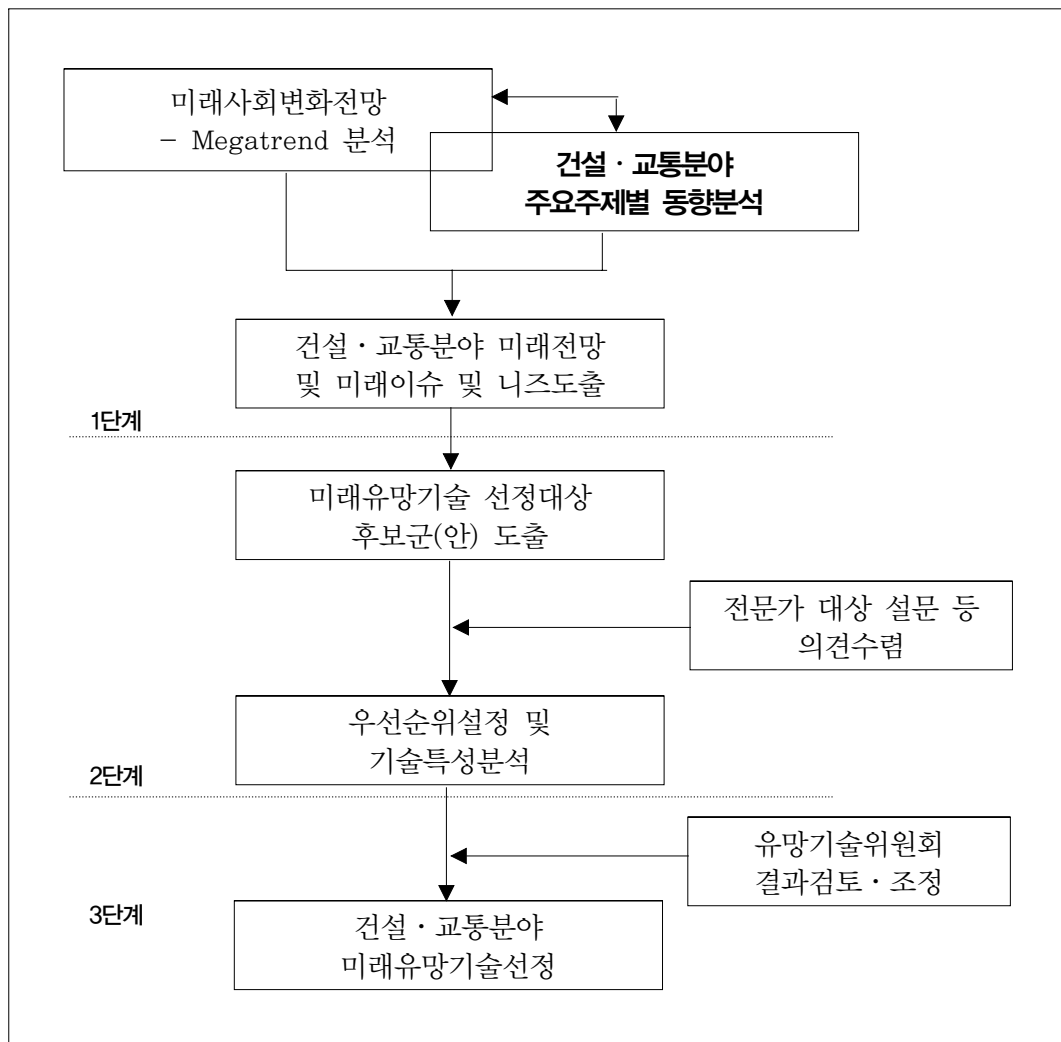 미래사회변화전망
- Megatrend 분석
건설·교통분야
주요주제별 동향분석
건설·교통분야 미래전망
및 미래이슈 및 니즈도출
1단계
미래유망기술 선정대상
후보군(안) 도출
전문가 대상 설문 등
의견수렴
우선순위설정 및
기술특성분석
2단계
유망기술위원회
결과검토·조정
3단계
건설·교통분야
미래유망기술선정